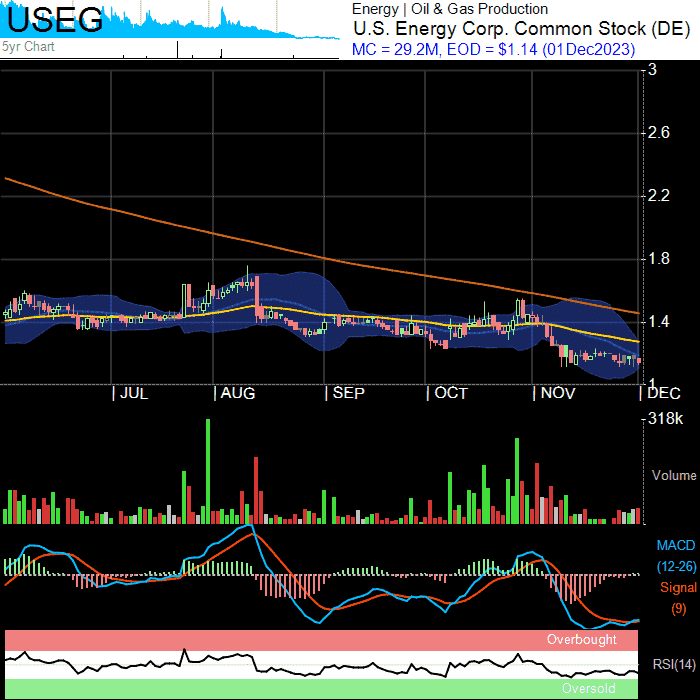 USEG
5yr Chart
Energy | Oil & Gas Production
U.S. Energy Corp. Common Stock (DE)
MC = 29.2M, EOD = $1.14 (01Dec2023)
3
2.6
2.2
1.8
1.4
1
JUL AUG SEP OCT NOV DEC
318k
Volume
MACD
(12-26)
Signal
(9)
Overbought
RSI(14)
Oversold